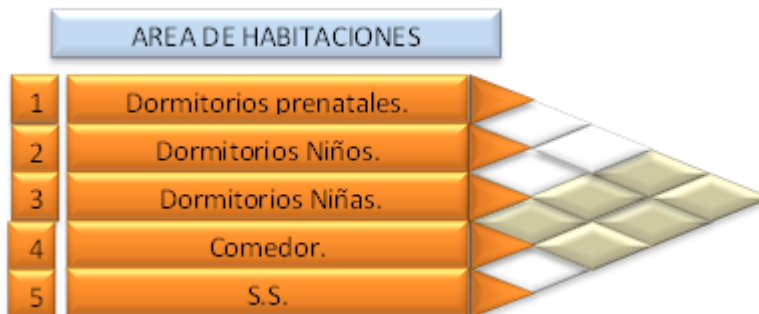 AREA DE HABITACIONES
1 Dormitorios prenatales.
2 Dormitorios Niños.
3 Dormitorios Niñas.
4 Comedor.
5 S.S.